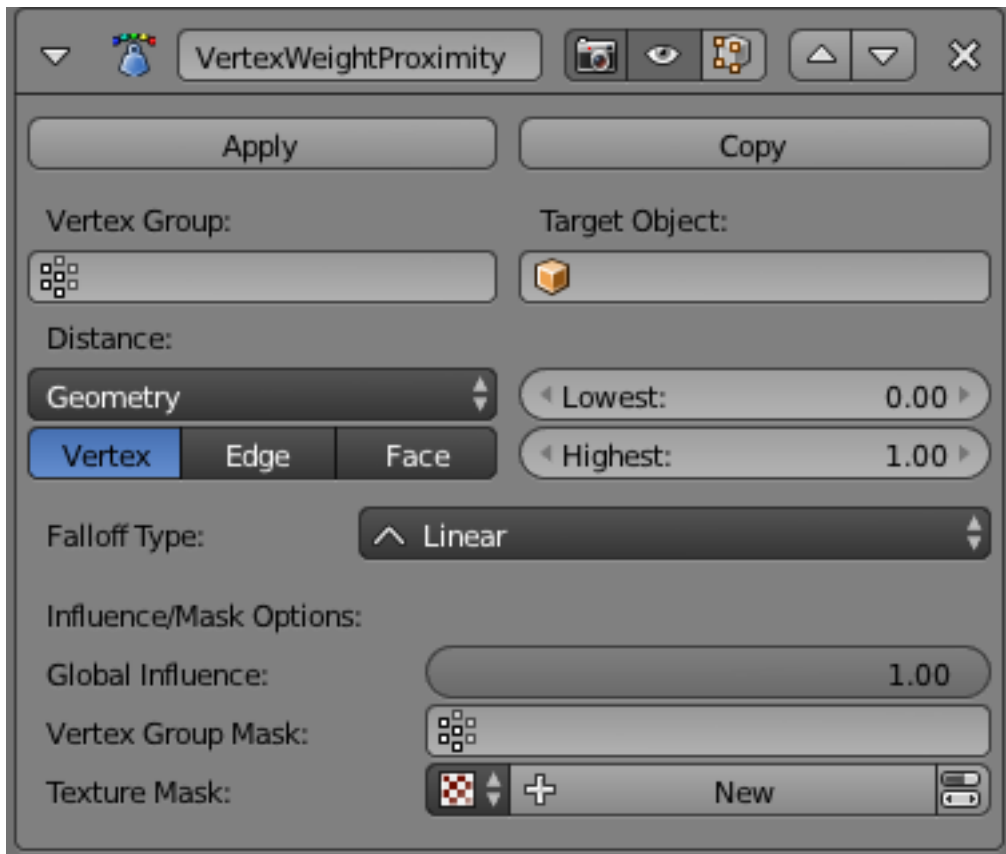 VertexWeightProximity
Apply Copy
Vertex Group: Target Object:
Distance:
Geometry Lowest: 0.00
Vertex Edge Face Highest: 1.00
Falloff Type: Linear
Influence/Mask Options:
Global Influence: 1.00
Vertex Group Mask:
Texture Mask: New